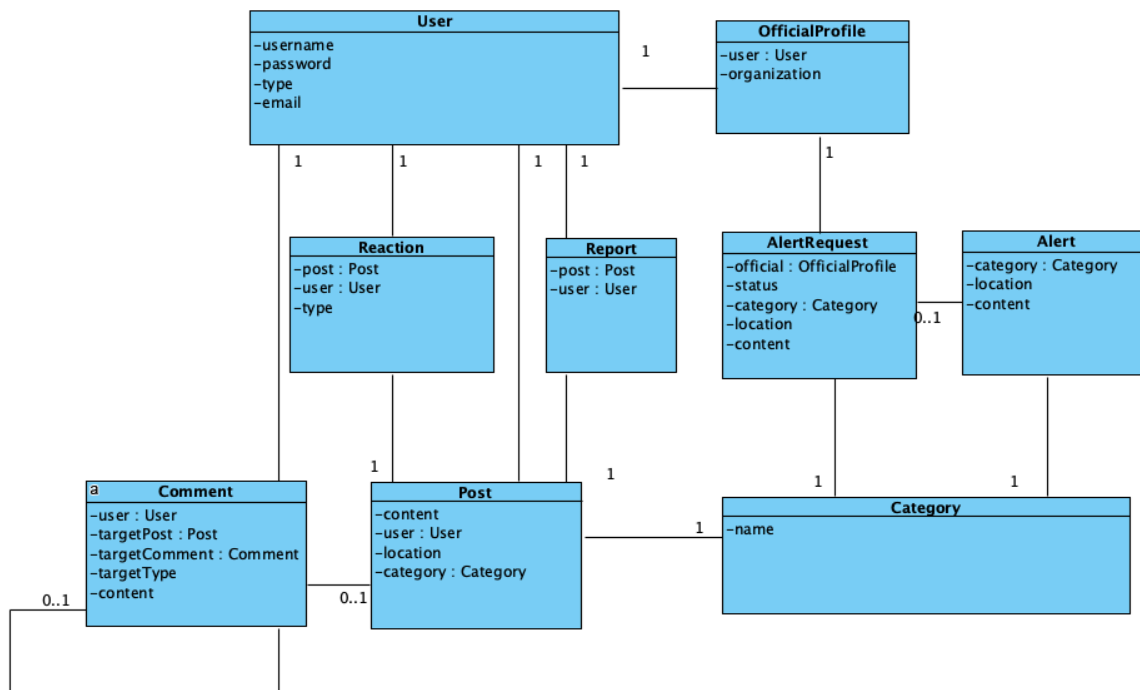 User
-username
-password
-type
-email
1
OfficialProfile
-user : User
-organization
1
1
1
1
1
Reaction
-post : Post
-user : User
-type
Report
-post : Post
-user : User
AlertRequest
-official : OfficialProfile
-status
-category : Category
-location
-content
0..1
Alert
-category : Category
-location
-content
1
1
1
1
a
Comment
-user : User
-targetPost : Post
-targetComment : Comment
-targetType
-content
0..1
0..1
Post
-content
-user : User
-location
-category : Category
1
Category
-name